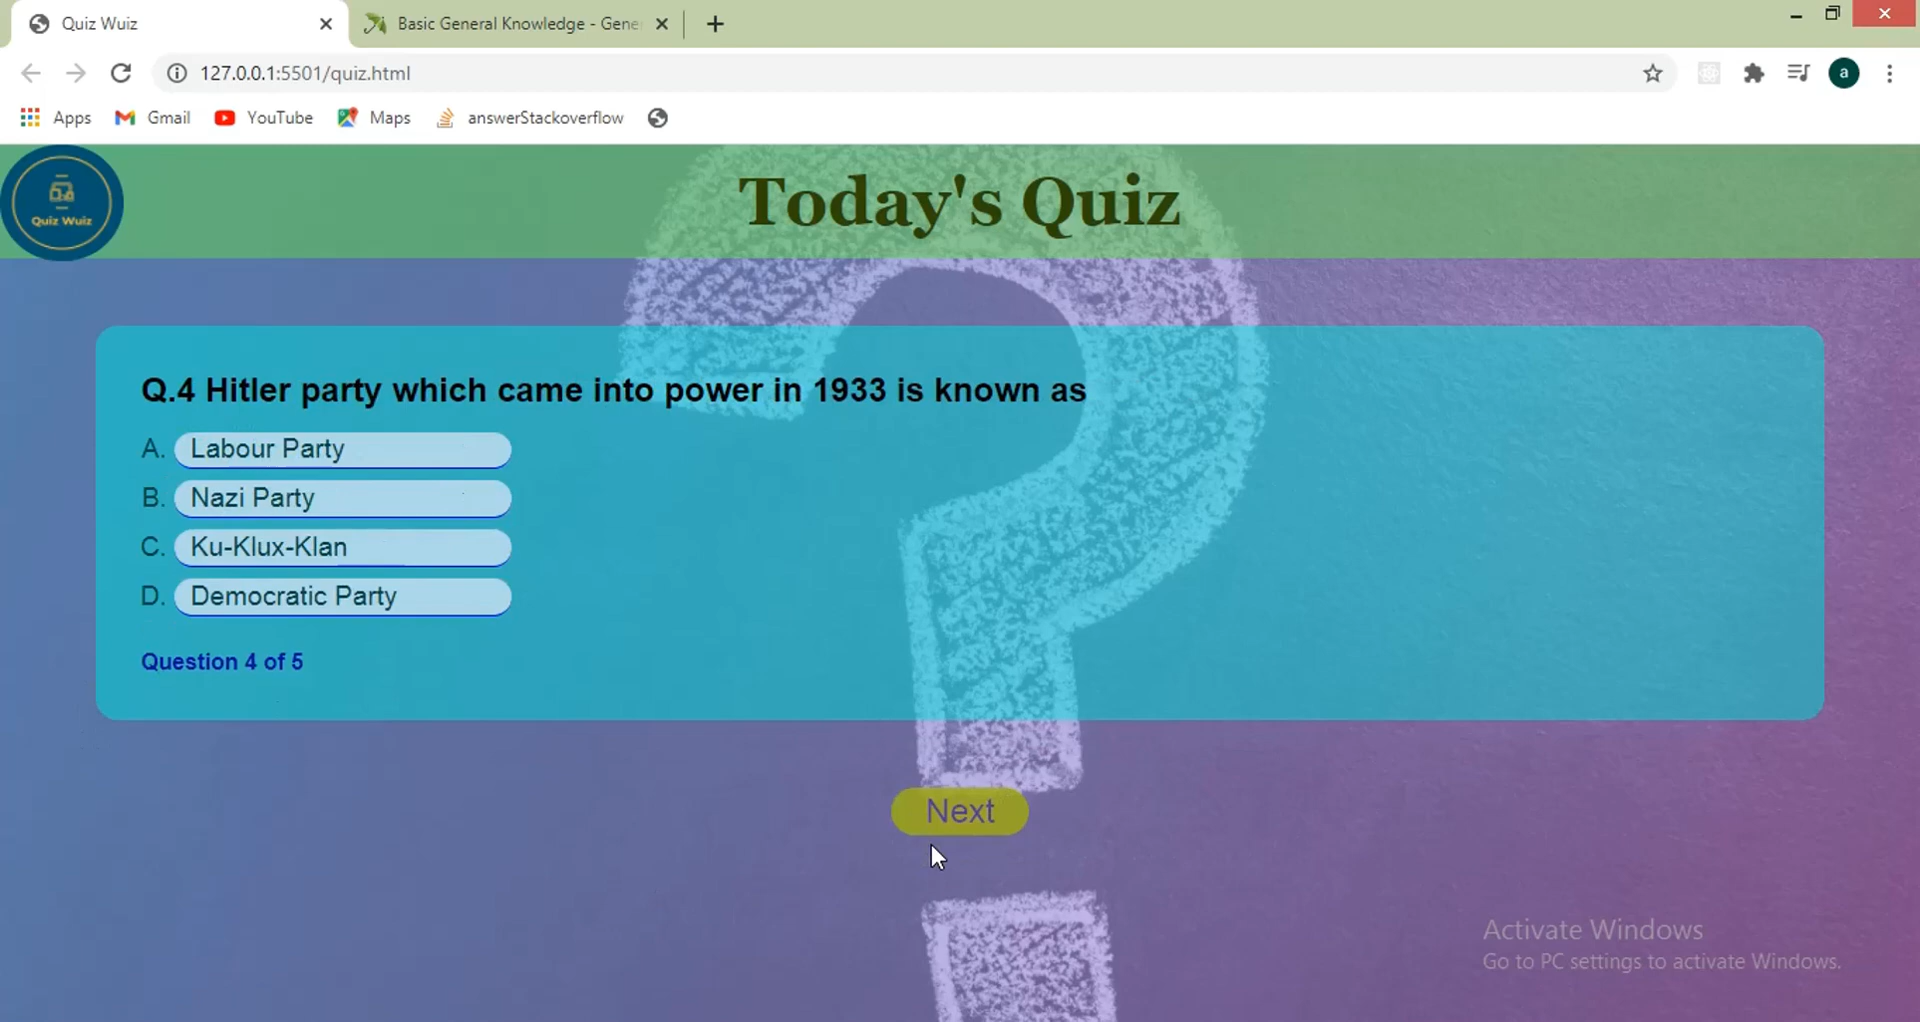 Quiz Wuiz
Basic General Knowledge - Gene
127.0.0.1:5501/quiz.html
a
Apps
Gmail
YouTube
Maps
answerStackoverflow
Quiz Wuiz
Today's Quiz
Q.4 Hitler party which came into power in 1933 is known as
A. Labour Party
B. Nazi Party
C. Ku-Klux-Klan
D. Democratic Party
Question 4 of 5
Next
Activate Windows
Go to PC settings to activate Windows.